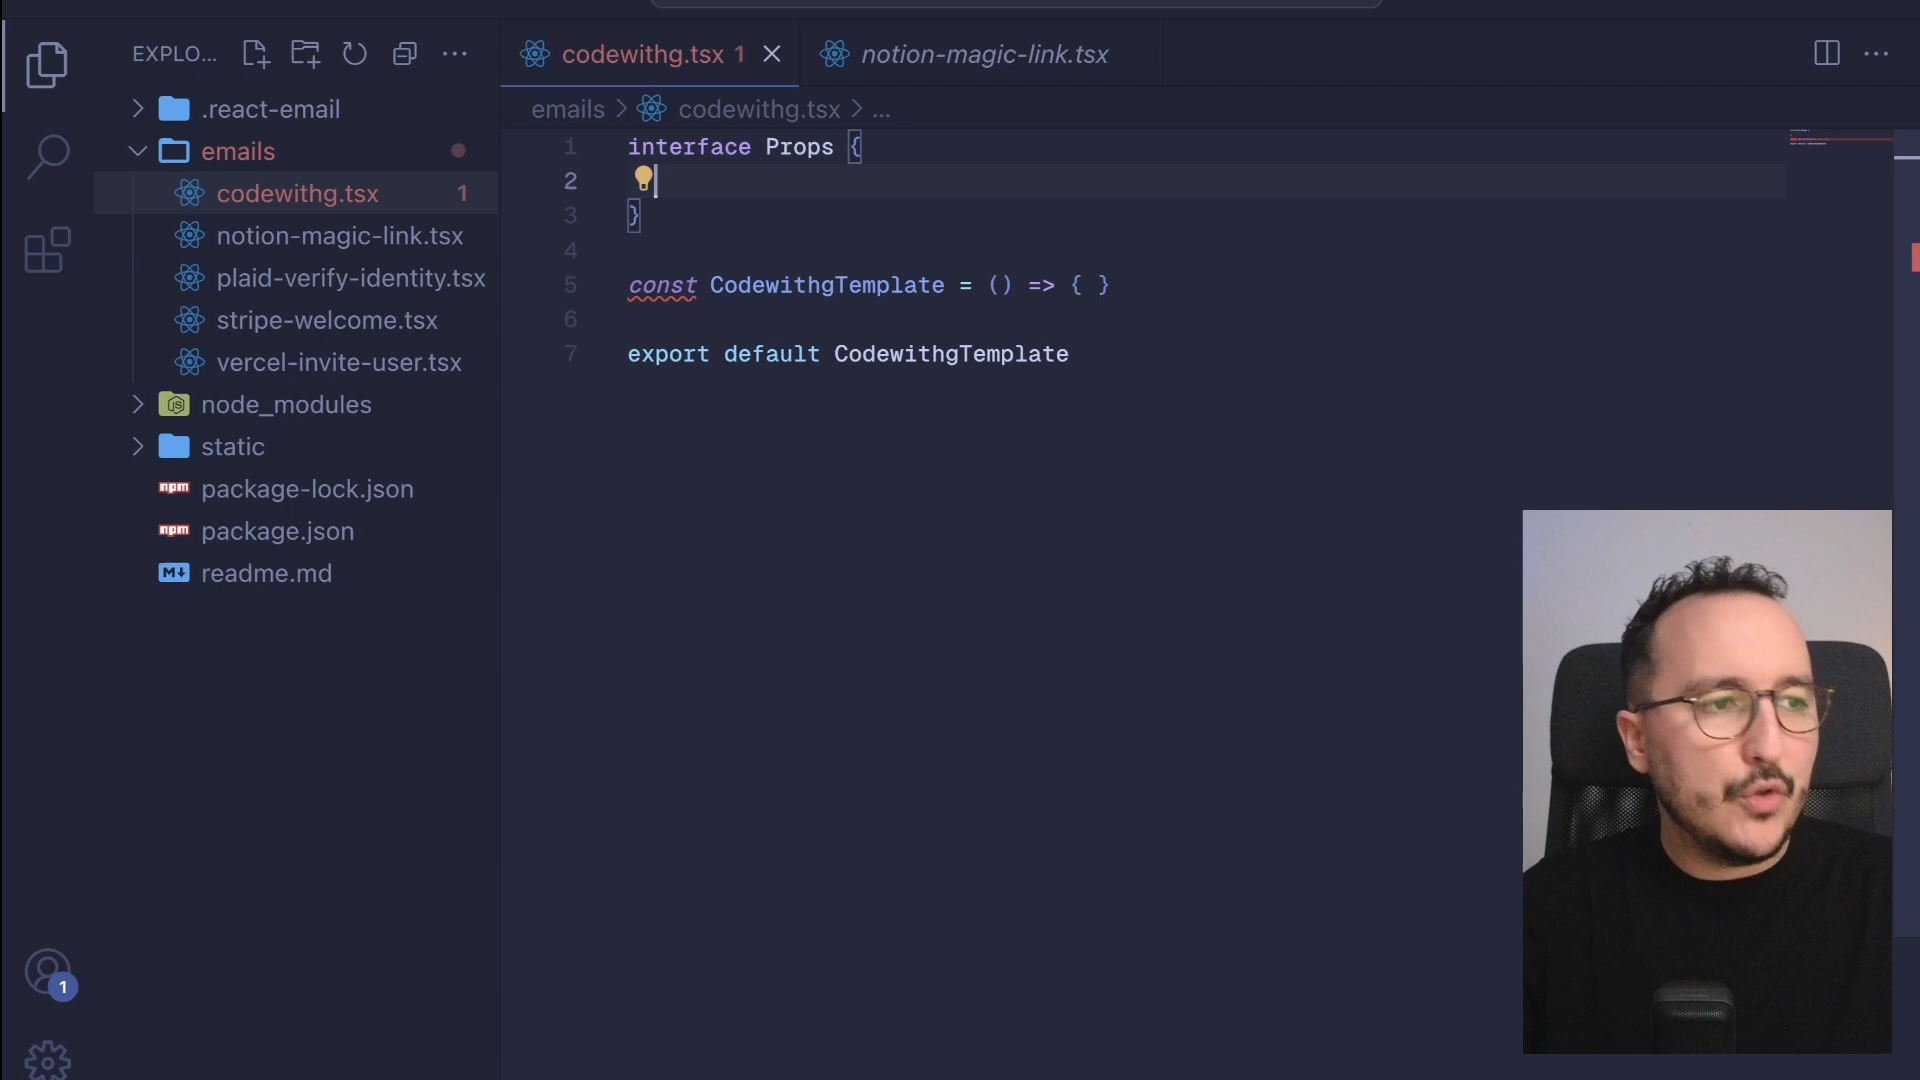 EXPLO...
codewithg.tsx 1
notion-magic-link.tsx
.react-email
emails
codewithg.tsx 1
notion-magic-link.tsx
plaid-verify-identity.tsx
stripe-welcome.tsx
vercel-invite-user.tsx
node_modules
static
package-lock.json
package.json
readme.md
1
emails > codewithg.tsx > ...
1 interface Props {
2
3 }
4
5 const CodewithgTemplate = () => { }
6
7 export default CodewithgTemplate